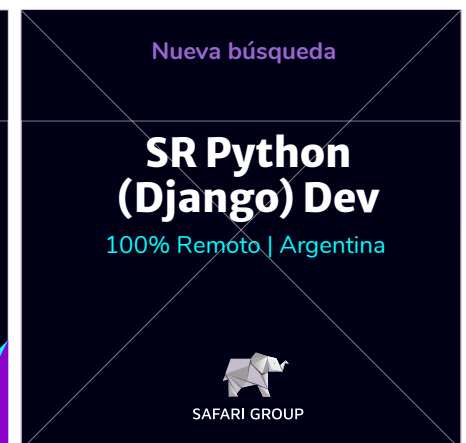 Nueva búsqueda
SR Python
(Django) Dev
100% Remoto | Argentina
SAFARI GROUP